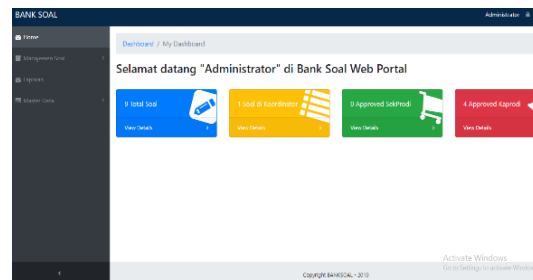 BANK SOAL
Administrator
Home
Manajemen Soal
Laporan
Master Data
Dashboard / My Dashboard
Selamat datang "Administrator" di Bank Soal Web Portal
9 Total Soal
View Details
1 Soal di Koordinator
View Details
0 Approved SekProdi
View Details
4 Approved Kaprodi
View Details
Activate Windows
Go to Settings to activate Windows
Copyright BANKSOAL - 2019